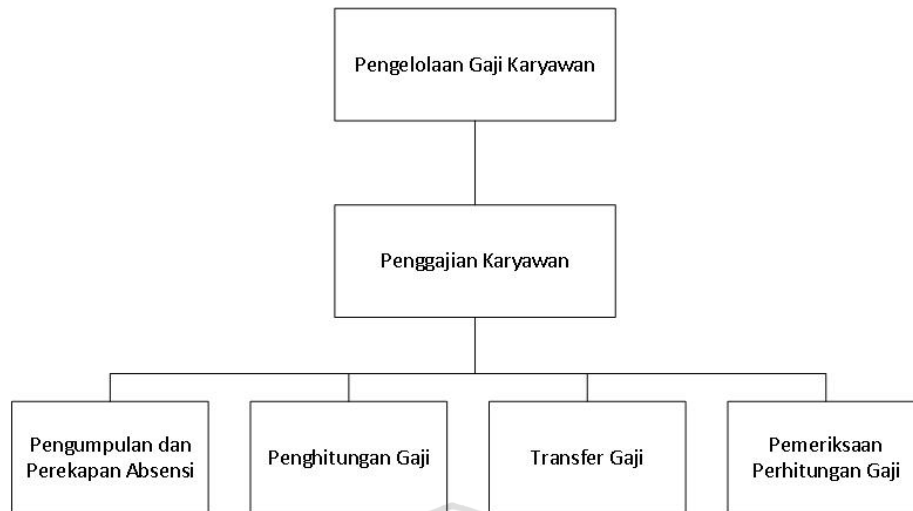 Pengelolaan Gaji Karyawan
Penggajian Karyawan
Pengumpulan dan
Perekapan Absensi
Penghitungan Gaji
Transfer Gaji
Pemeriksaan
Perhitungan Gaji